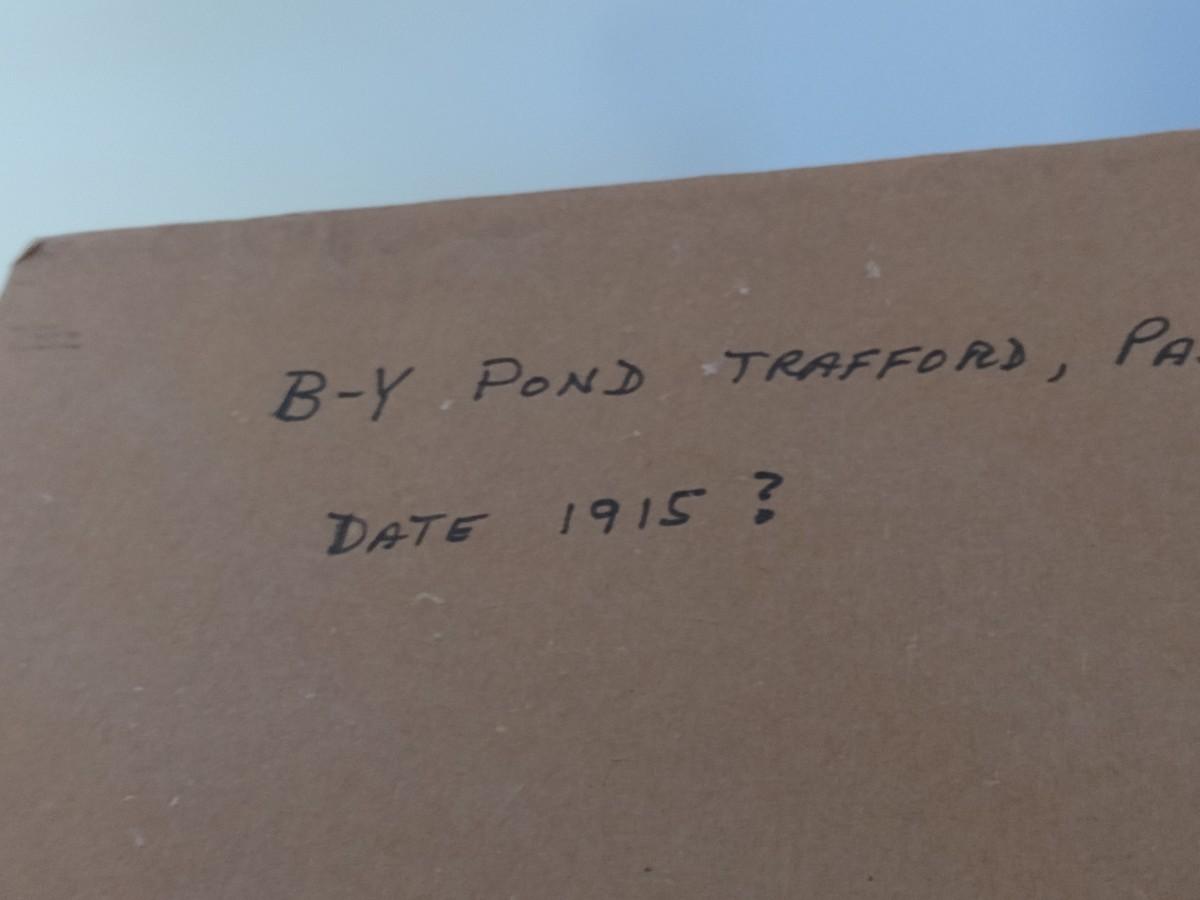 B-Y POND TRAFFORD, PA.
DATE 1915 ?